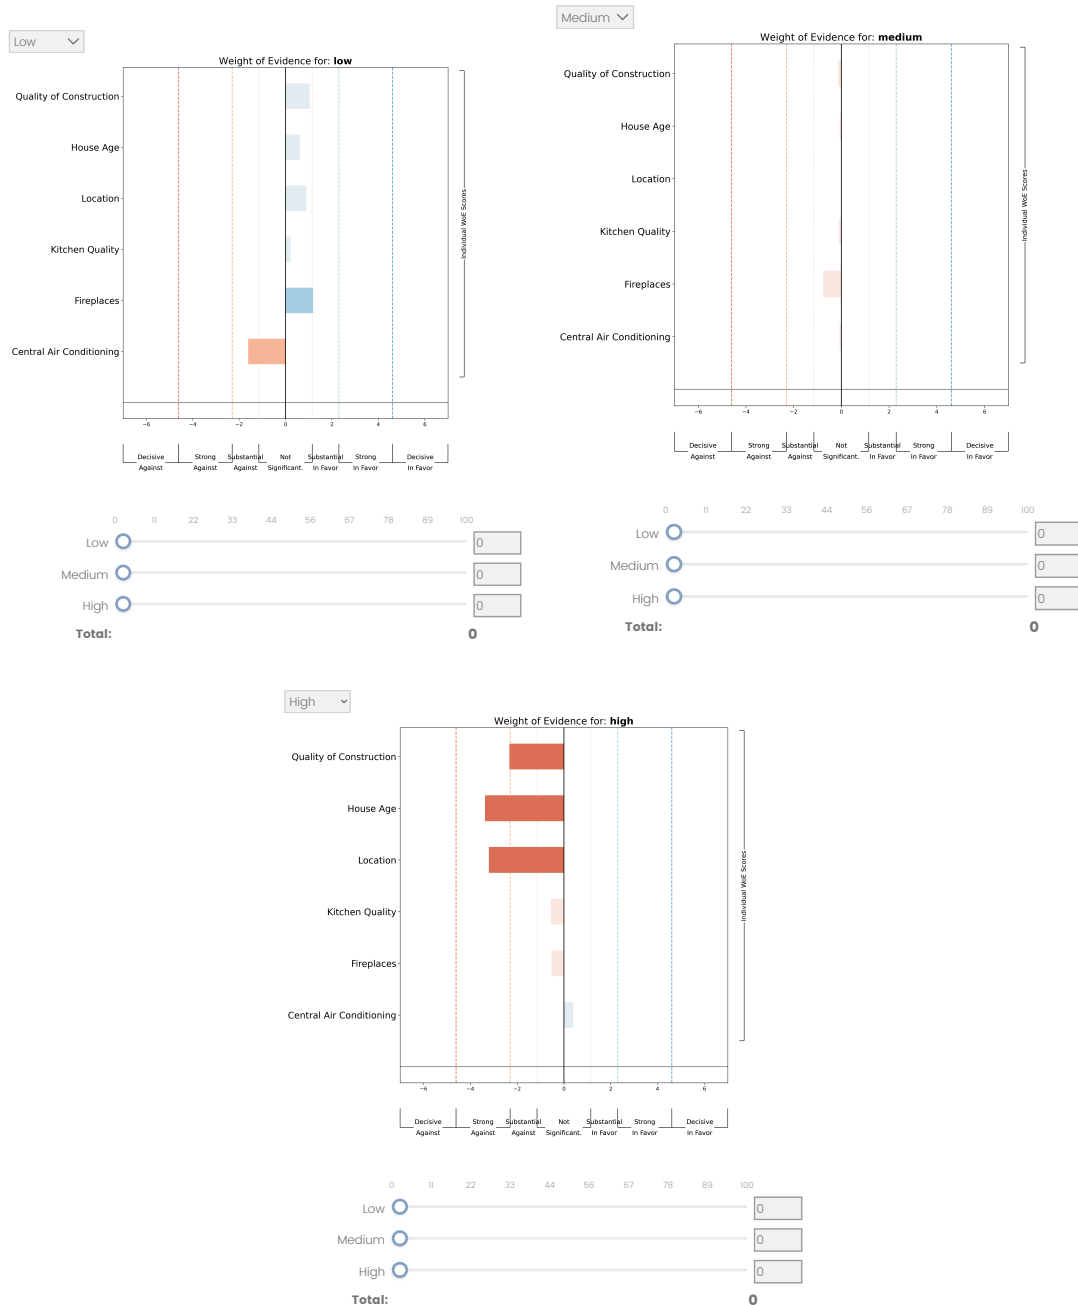 Low
Weight of Evidence for: low
Quality of Construction
House Age
Location
Kitchen Quality
Fireplaces
Central Air Conditioning
Individual WoE Scores
−6 −4 −2 0 2 4 6
Decisive Strong Substantial Not Substantial Strong Decisive
Against Against Against Significant. In Favor In Favor In Favor
0 11 22 33 44 56 67 78 89 100
Low 0
Medium 0
High 0
Total: 0
Medium
Weight of Evidence for: medium
Quality of Construction
House Age
Location
Kitchen Quality
Fireplaces
Central Air Conditioning
Individual WoE Scores
−6 −4 −2 0 2 4 6
Decisive Strong Substantial Not Substantial Strong Decisive
Against Against Against Significant. In Favor In Favor In Favor
0 11 22 33 44 56 67 78 89 100
Low 0
Medium 0
High 0
Total: 0
High
Weight of Evidence for: high
Quality of Construction
House Age
Location
Kitchen Quality
Fireplaces
Central Air Conditioning
Individual WoE Scores
−6 −4 −2 0 2 4 6
Decisive Strong Substantial Not Substantial Strong Decisive
Against Against Against Significant. In Favor In Favor In Favor
0 11 22 33 44 56 67 78 89 100
Low 0
Medium 0
High 0
Total: 0